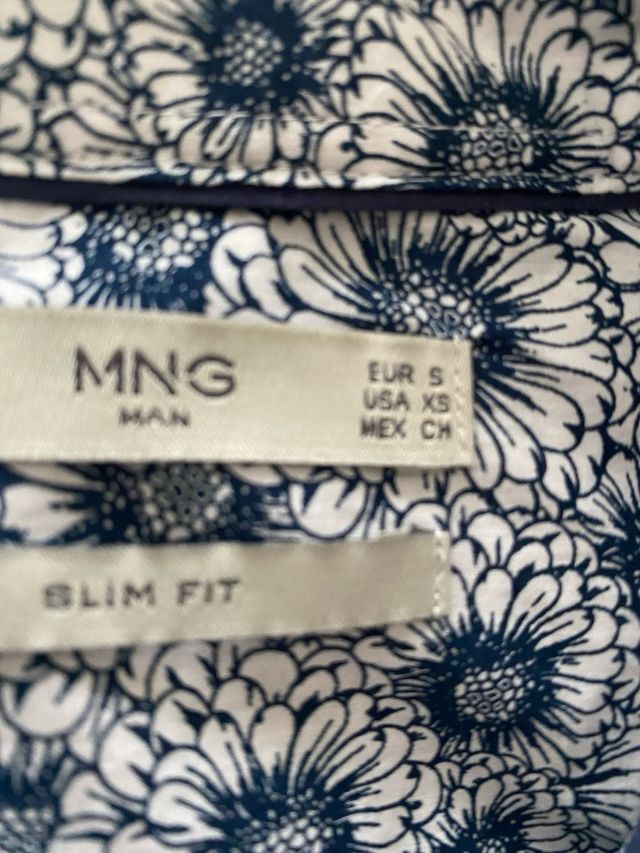 MNG
MAN
EUR S
USA XS
MEX CH
SLIM FIT